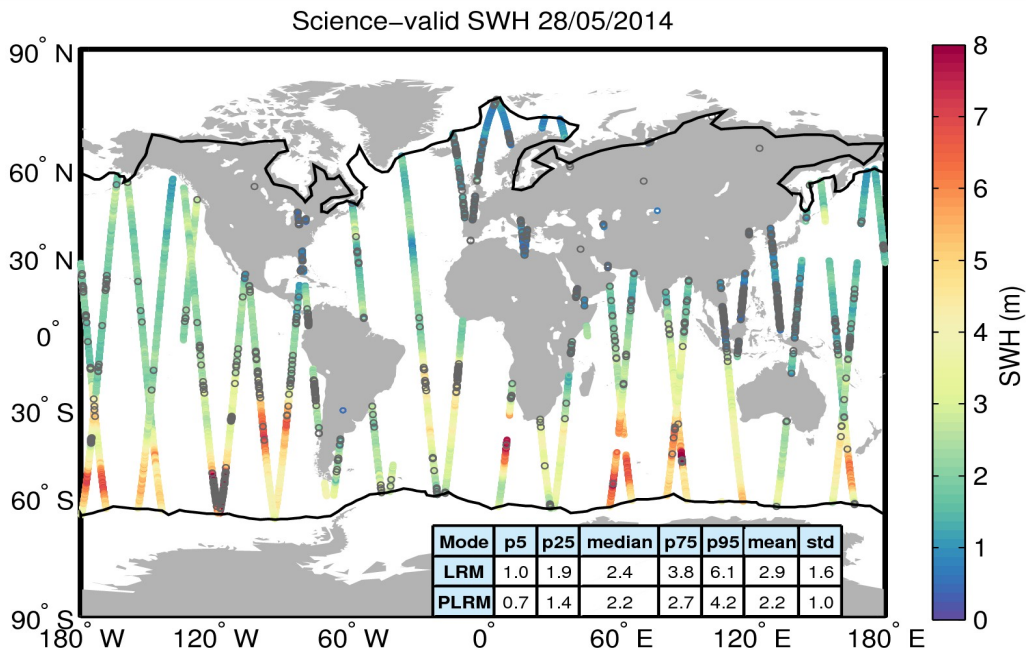 Science−valid SWH 28/05/2014
90° N
60° N
30° N
0°
30° S
60° S
90° S
180° W
120° W
60° W
0°
60° E
120° E
180° E
Mode p5 p25 median p75 p95 mean std
LRM 1.0 1.9 2.4 3.8 6.1 2.9 1.6
PLRM 0.7 1.4 2.2 2.7 4.2 2.2 1.0
8
7
6
5
4
3
2
1
0
SWH (m)